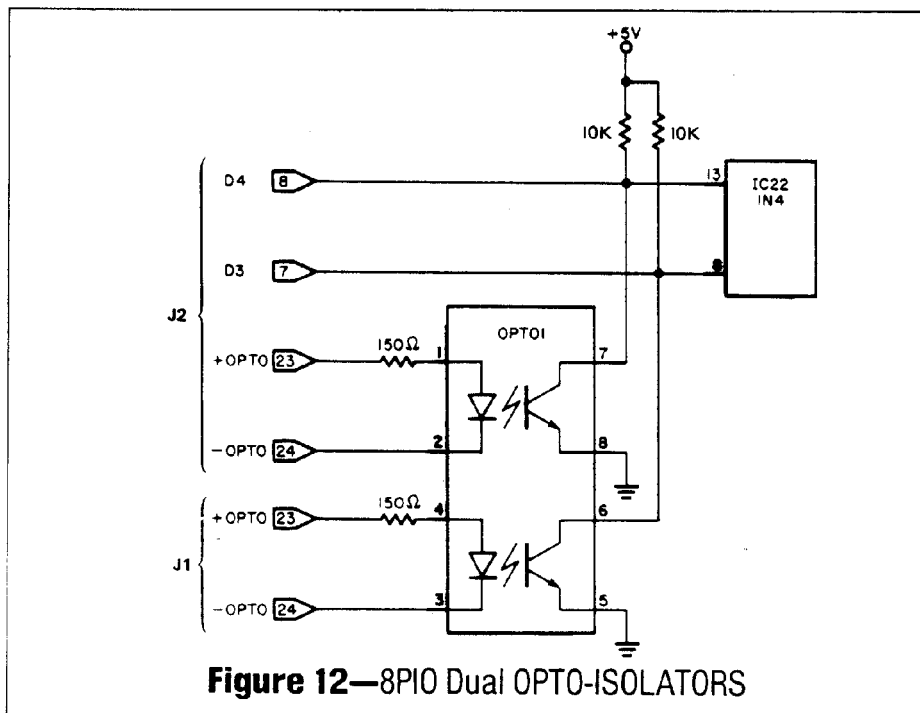 +5V
10K 10K
D4 8
13
IC22
IN4
D3 7
J2
OPTO1
+OPTO 23 150Ω 1
7
-OPTO 24 2
8
+OPTO 23 150Ω 4
6
J1
-OPTO 24 3
5
Figure 12—8PIO Dual OPTO-ISOLATORS